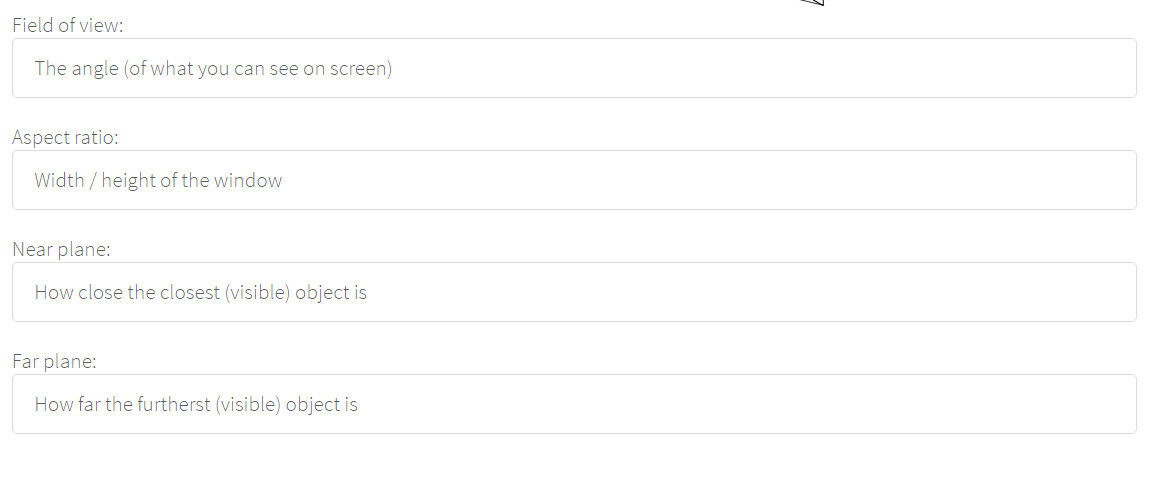 Field of view:
The angle (of what you can see on screen)
Aspect ratio:
Width / height of the window
Near plane:
How close the closest (visible) object is
Far plane:
How far the furtherst (visible) object is